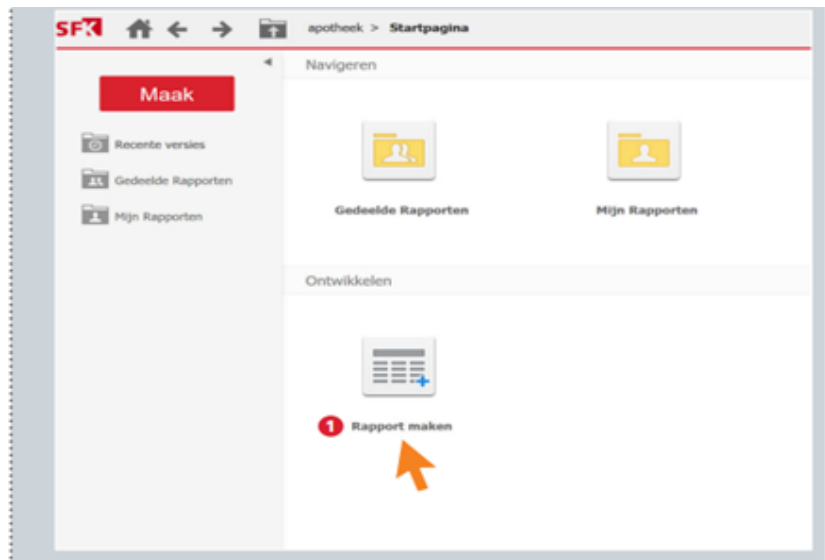 SFK
apotheek > Startpagina
Maak
Recente versies
Gedeelde Rapporten
Mijn Rapporten
Navigeren
Gedeelde Rapporten
Mijn Rapporten
Ontwikkelen
1 Rapport maken